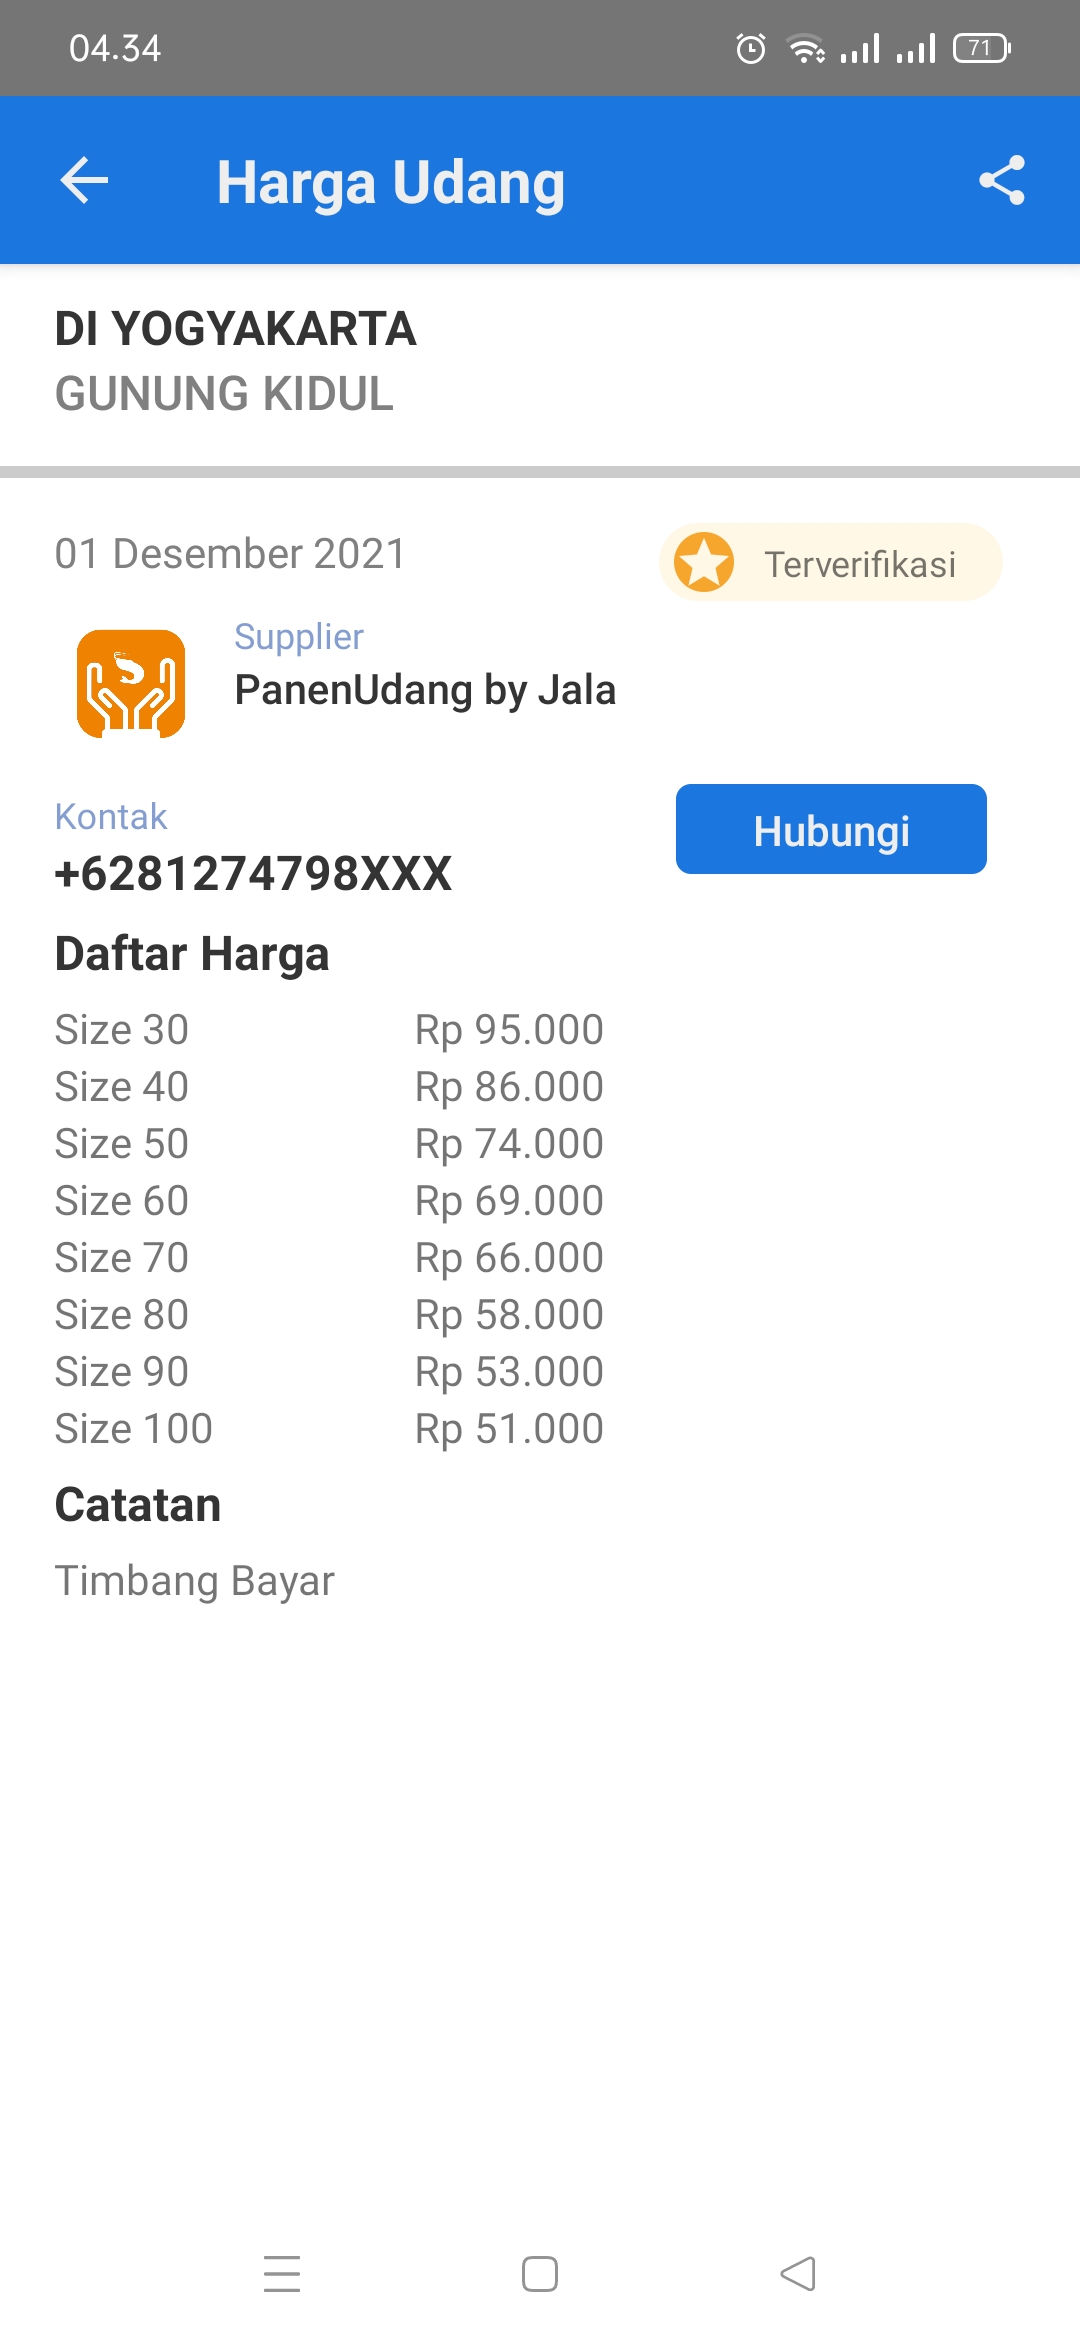 04.34
71
Harga Udang
DI YOGYAKARTA
GUNUNG KIDUL
01 Desember 2021
Terverifikasi
Supplier
PanenUdang by Jala
Kontak
+6281274798XXX
Hubungi
Daftar Harga
Size 30 Rp 95.000
Size 40 Rp 86.000
Size 50 Rp 74.000
Size 60 Rp 69.000
Size 70 Rp 66.000
Size 80 Rp 58.000
Size 90 Rp 53.000
Size 100 Rp 51.000
Catatan
Timbang Bayar